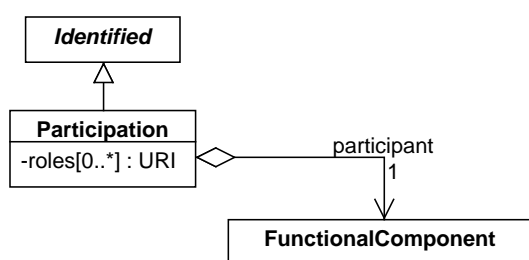 Identified
Participation
-roles[0..*] : URI
participant
1
FunctionalComponent